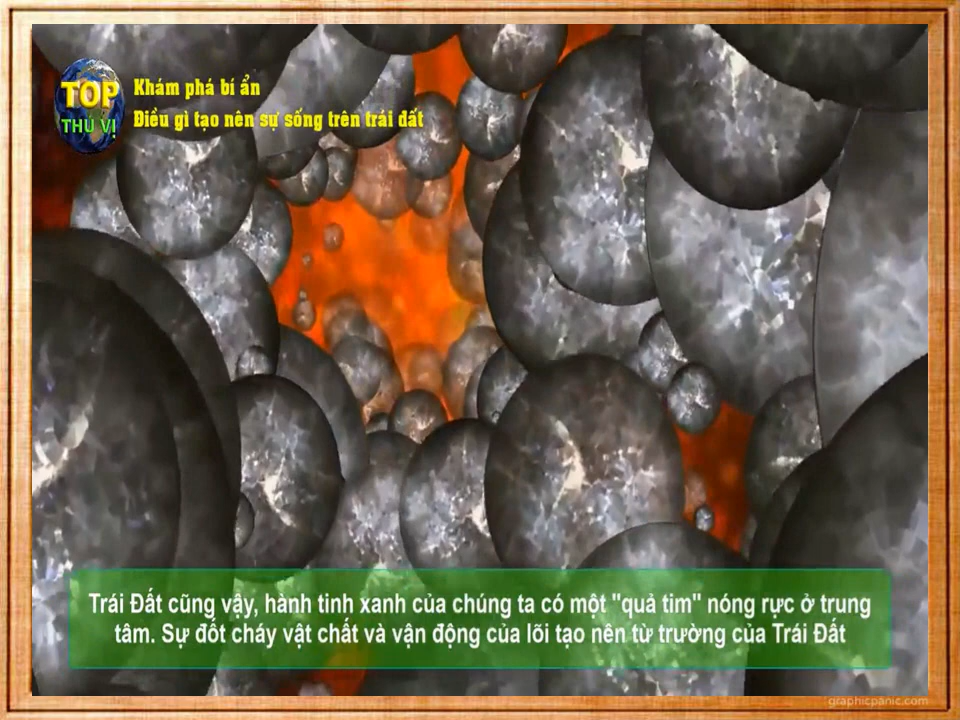 TOP
THÚ VỊ
Khám phá bí ẩn
Điều gì tạo nên sự sống trên trái đất
Trái Đất cũng vậy, hành tinh xanh của chúng ta có một "quả tim" nóng rực ở trung
tâm. Sự đốt cháy vật chất và vận động của lõi tạo nên từ trường của Trái Đất
graphicpanic.com